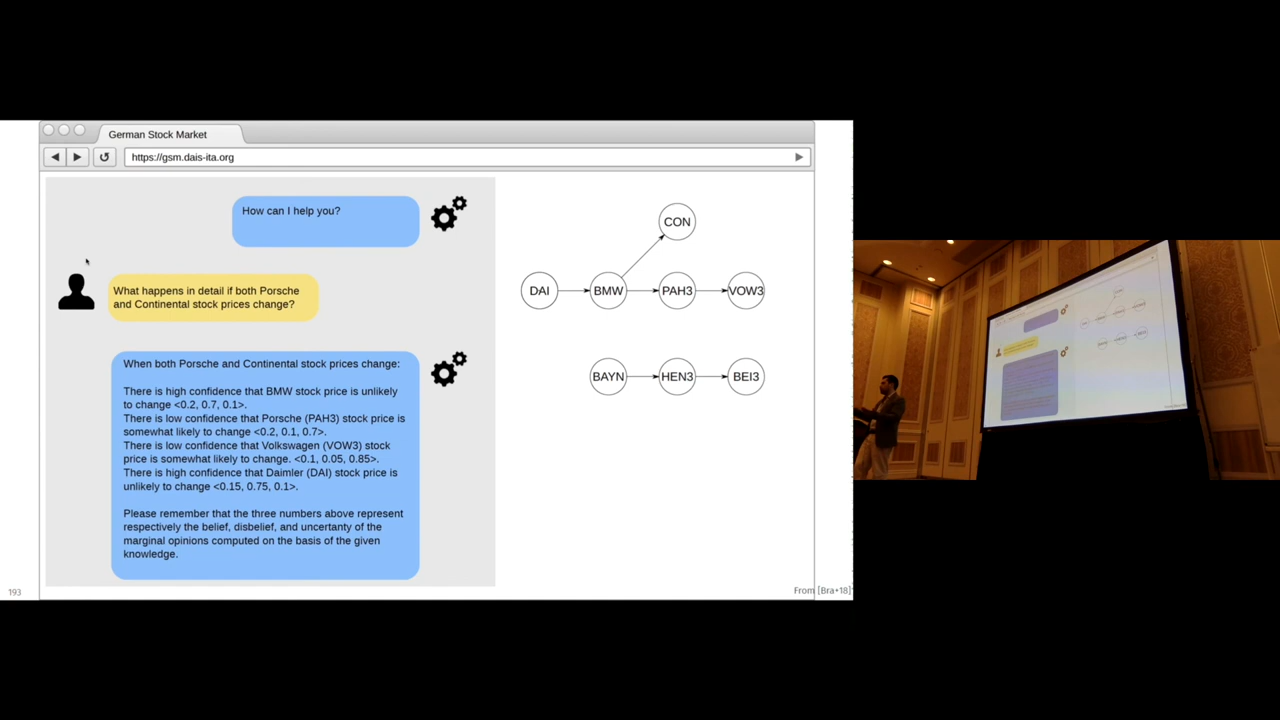 German Stock Market
https://gsm.dais-ita.org
How can I help you?
What happens in detail if both Porsche
and Continental stock prices change?
When both Porsche and Continental stock prices change:
There is high confidence that BMW stock price is unlikely
to change <0.2, 0.7, 0.1>.
There is low confidence that Porsche (PAH3) stock price is
somewhat likely to change <0.2, 0.1, 0.7>.
There is low confidence that Volkswagen (VOW3) stock
price is somewhat likely to change. <0.1, 0.05, 0.85>.
There is high confidence that Daimler (DAI) stock price is
unlikely to change <0.15, 0.75, 0.1>.
Please remember that the three numbers above represent
respectively the belief, disbelief, and uncertanty of the
marginal opinions computed on the basis of the given
knowledge.
CON
DAI BMW PAH3 VOW3
BAYN HEN3 BEI3
193
From [Bra+18]